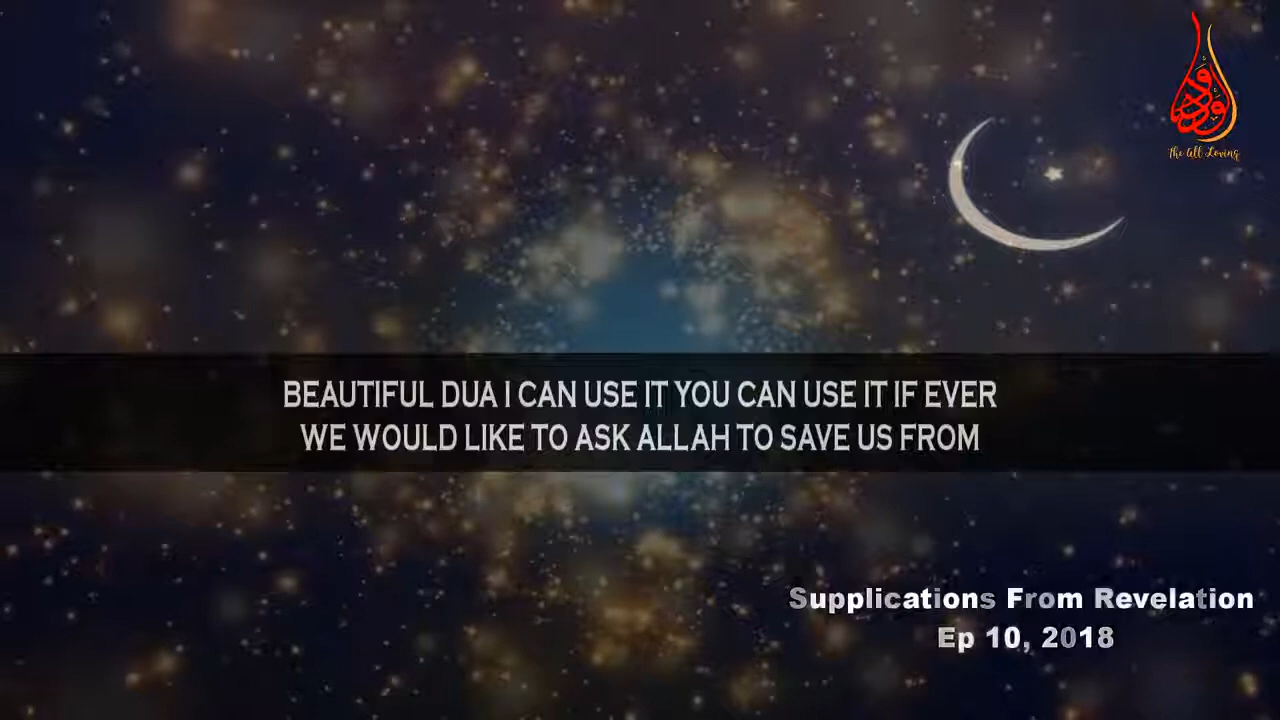 The All Loving
BEAUTIFUL DUA I CAN USE IT YOU CAN USE IT IF EVER
WE WOULD LIKE TO ASK ALLAH TO SAVE US FROM
Supplications From Revelation
Ep 10, 2018